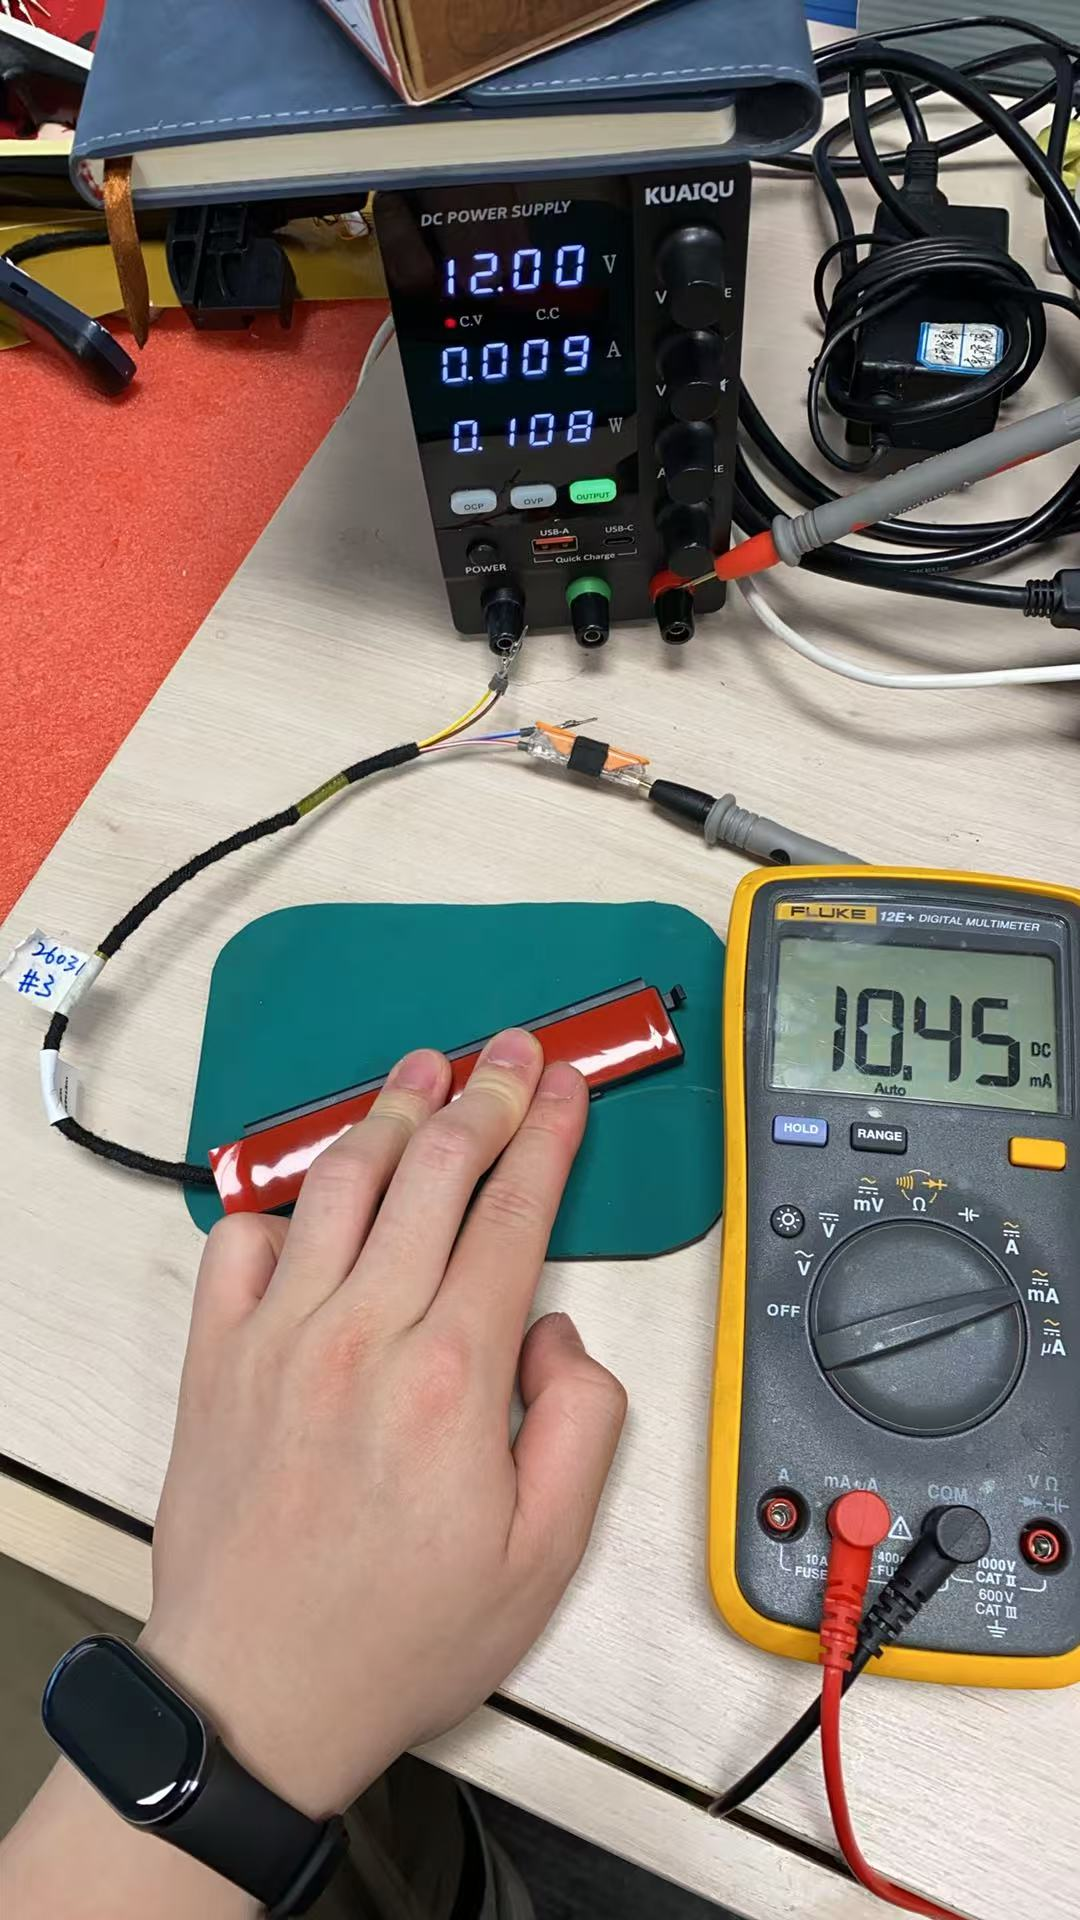 KUAIQU
DC POWER SUPPLY
12.00 V
C.V C.C
0.009 A
0.108 W
OCP OVP OUTPUT
USB-A USB-C
Quick Charge
POWER
26031
#3
FLUKE 12E+ DIGITAL MULTIMETER
10.45 DC mA
Auto
HOLD RANGE
mV Ω
V A
V mA
OFF μA
A mA μA COM V Ω
10A FUSE
1000V CAT II
600V CAT III